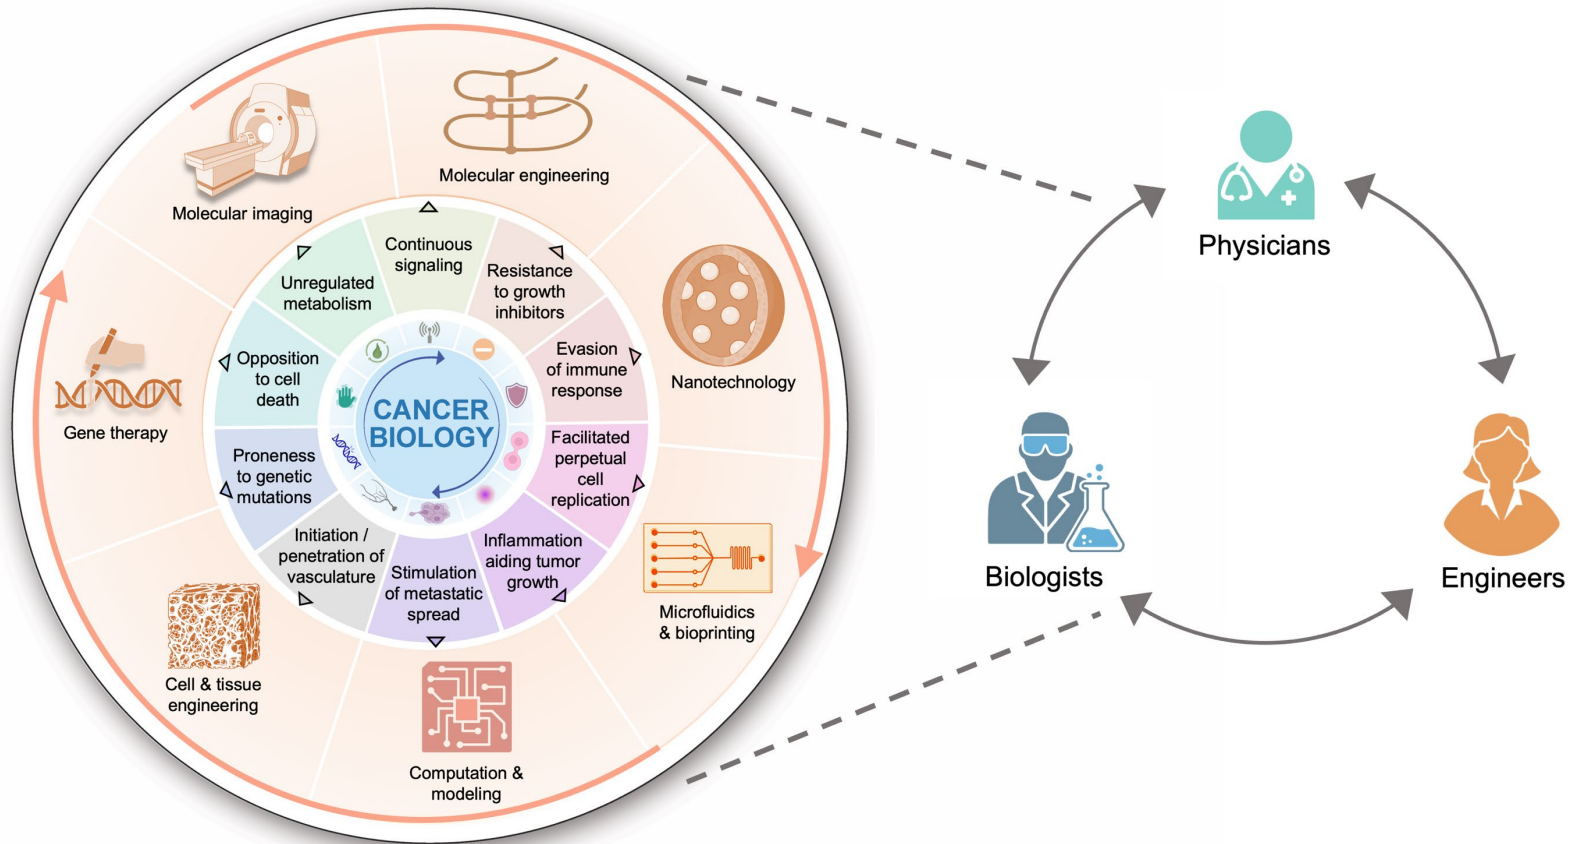 Molecular engineering
Molecular imaging
Nanotechnology
Gene therapy
Microfluidics
& bioprinting
Cell & tissue
engineering
Computation &
modeling
Continuous
signaling
Resistance
to growth
inhibitors
Unregulated
metabolism
Evasion
of immune
response
Opposition
to cell
death
CANCER
BIOLOGY
Facilitated
perpetual
cell
replication
Proneness
to genetic
mutations
Inflammation
aiding tumor
growth
Initiation /
penetration of
vasculature
Stimulation
of metastatic
spread
Physicians
Biologists
Engineers